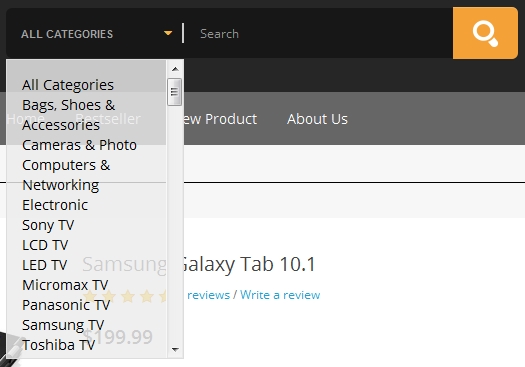 ALL CATEGORIES Search
All Categories
Bags, Shoes &
Accessories
Cameras & Photo
Computers &
Networking
Electronic
Sony TV
LCD TV
LED TV
Micromax TV
Panasonic TV
Samsung TV
Toshiba TV
Home Bestseller ew Product About Us
Samsung Galaxy Tab 10.1
reviews / Write a review
$199.99